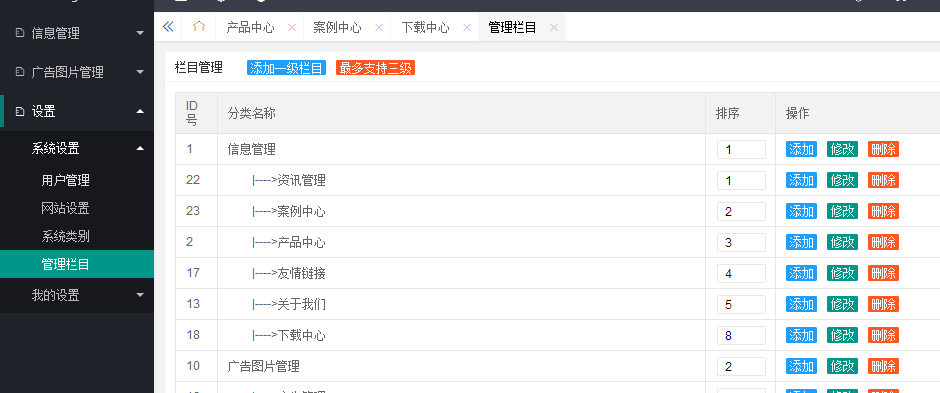 信息管理
广告图片管理
设置
系统设置
用户管理
网站设置
系统类别
管理栏目
我的设置
产品中心 案例中心 下载中心 管理栏目
栏目管理 添加一级栏目 最多支持三级
ID号 分类名称 排序 操作
1 信息管理 1 添加 修改 删除
22 |---->资讯管理 1 添加 修改 删除
23 |---->案例中心 2 添加 修改 删除
2 |---->产品中心 3 添加 修改 删除
17 |---->友情链接 4 添加 修改 删除
13 |---->关于我们 5 添加 修改 删除
18 |---->下载中心 8 添加 修改 删除
10 广告图片管理 2 添加 修改 删除